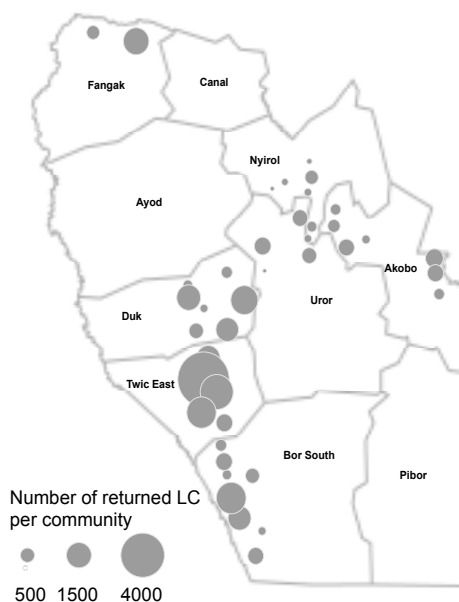 Fangak
Canal
Nyirol
Ayod
Akobo
Duk
Uror
Twic East
Bor South
Pibor
Number of returned LC
per community
500 1500 4000